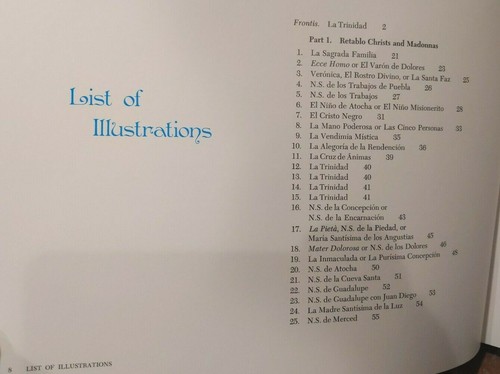 List of
Illustrations
8 LIST OF ILLUSTRATIONS
Frontis. La Trinidad 2
Part 1. Retablo Christs and Madonnas
1. La Sagrada Familia 21
2. Ecce Homo or El Varón de Dolores 23
3. Verónica, El Rostro Divino, or La Santa Faz 25
4. N.S. de los Trabajos de Puebla 26
5. N.S. de los Trabajos 27
6. El Niño de Atocha or El Niño Misionerito 28
7. El Cristo Negro 31
8. La Mano Poderosa or Las Cinco Personas 33
9. La Vendimia Mística 35
10. La Alegoría de la Rendención 36
11. La Cruz de Ánimas 39
12. La Trinidad 40
13. La Trinidad 40
14. La Trinidad 41
15. La Trinidad 41
16. N.S. de la Concepción or
N.S. de la Encarnación 43
17. La Pietà, N.S. de la Piedad, or
María Santísima de las Angustias 45
18. Mater Dolorosa or N.S. de los Dolores 46
19. La Inmaculada or La Purísima Concepción 48
20. N.S. de Atocha 50
21. N.S. de la Cueva Santa 51
22. N.S. de Guadalupe 52
23. N.S. de Guadalupe con Juan Diego 53
24. La Madre Santísima de la Luz 54
25. N.S. de Merced 55